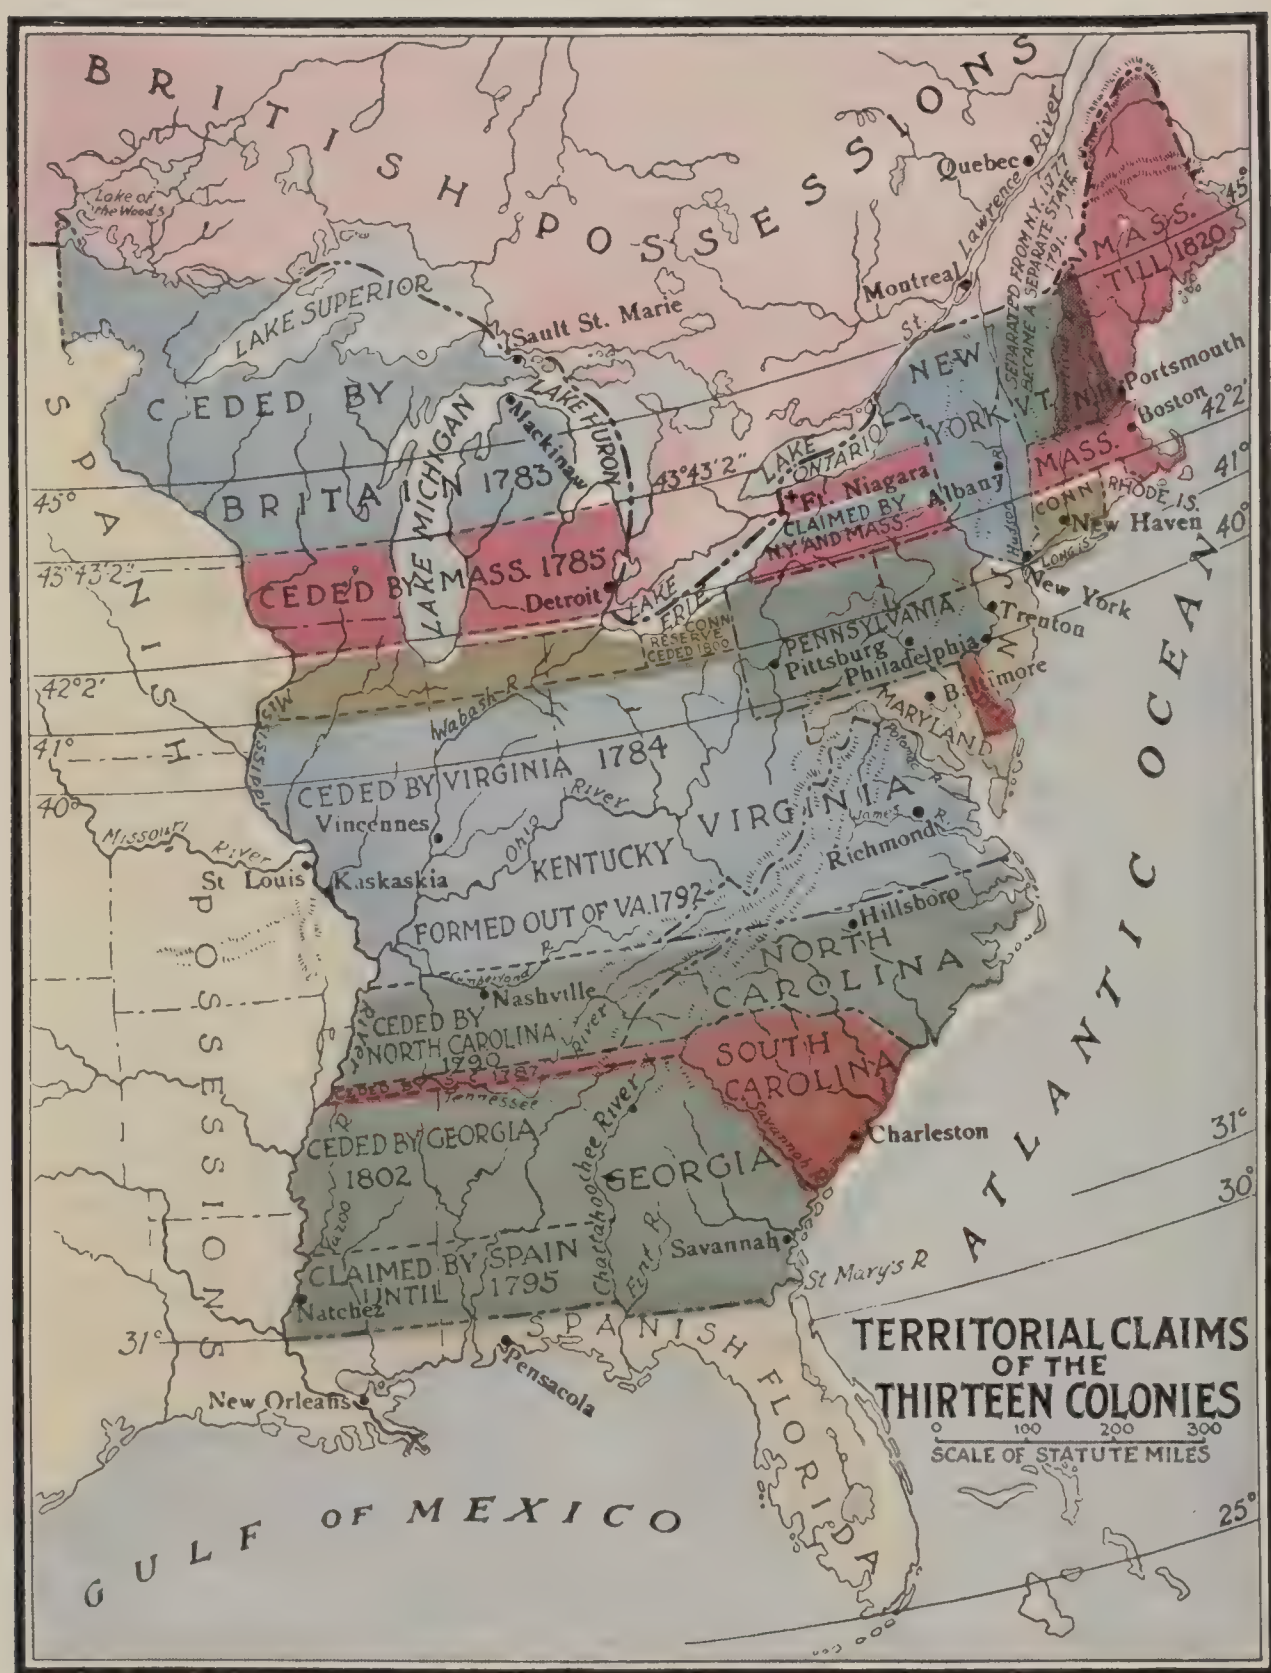 BRITISH POSSESSIONS
Lake of
the Woods
Quebec
St. Lawrence River
Montreal
SEPARATED FROM N.Y. 1777
BECAME A SEPARATE STATE
1791.
MASS.
TILL 1820
45°
LAKE SUPERIOR
Sault St. Marie
CEDED BY
BRITAIN 1783
Mackinaw
LAKE HURON
LAKE MICHIGAN
43°43'2"
LAKE
ONTARIO
NEW
YORK
VT.
N.H.
Portsmouth
Boston
42°2'
MASS.
41°
CONN
RHODE IS.
New Haven
40°
LONG IS.
Hudson R
Albany
Ft. Niagara
CLAIMED BY
N.Y. AND MASS
45°
43°43'2"
CEDED BY MASS. 1785
Detroit
LAKE
ERIE
CONN.
RESERVE
CEDED 1800
New York
Trenton
N.J.
PENNSYLVANIA
Pittsburg
Philadelphia
Baltimore
MARYLAND
42°2'
41°
40°
Mississippi
Wabash R
CEDED BY VIRGINIA 1784
Vincennes
Ohio River
Potomac R.
VIRGINIA
James R.
Richmond
KENTUCKY
FORMED OUT OF VA. 1792
Missouri River
St Louis
Kaskaskia
SPANISH POSSESSIONS
Hillsboro
NORTH
CAROLINA
Cumberland R
Nashville
River
CEDED BY
NORTH CAROLINA
1790
River
CEDED BY S.C. 1787
Tennessee
SOUTH
CAROLINA
Savannah R
Charleston
CEDED BY GEORGIA
1802
Yazoo R
Chattahoochee River
GEORGIA
Flint R.
Savannah
CLAIMED BY SPAIN
UNTIL 1795
Natchez
31°
St Mary's R
SPANISH FLORIDA
Pensacola
New Orleans
31°
30°
25°
ATLANTIC OCEAN
GULF OF MEXICO
TERRITORIAL CLAIMS
OF THE
THIRTEEN COLONIES
0 100 200 300
SCALE OF STATUTE MILES